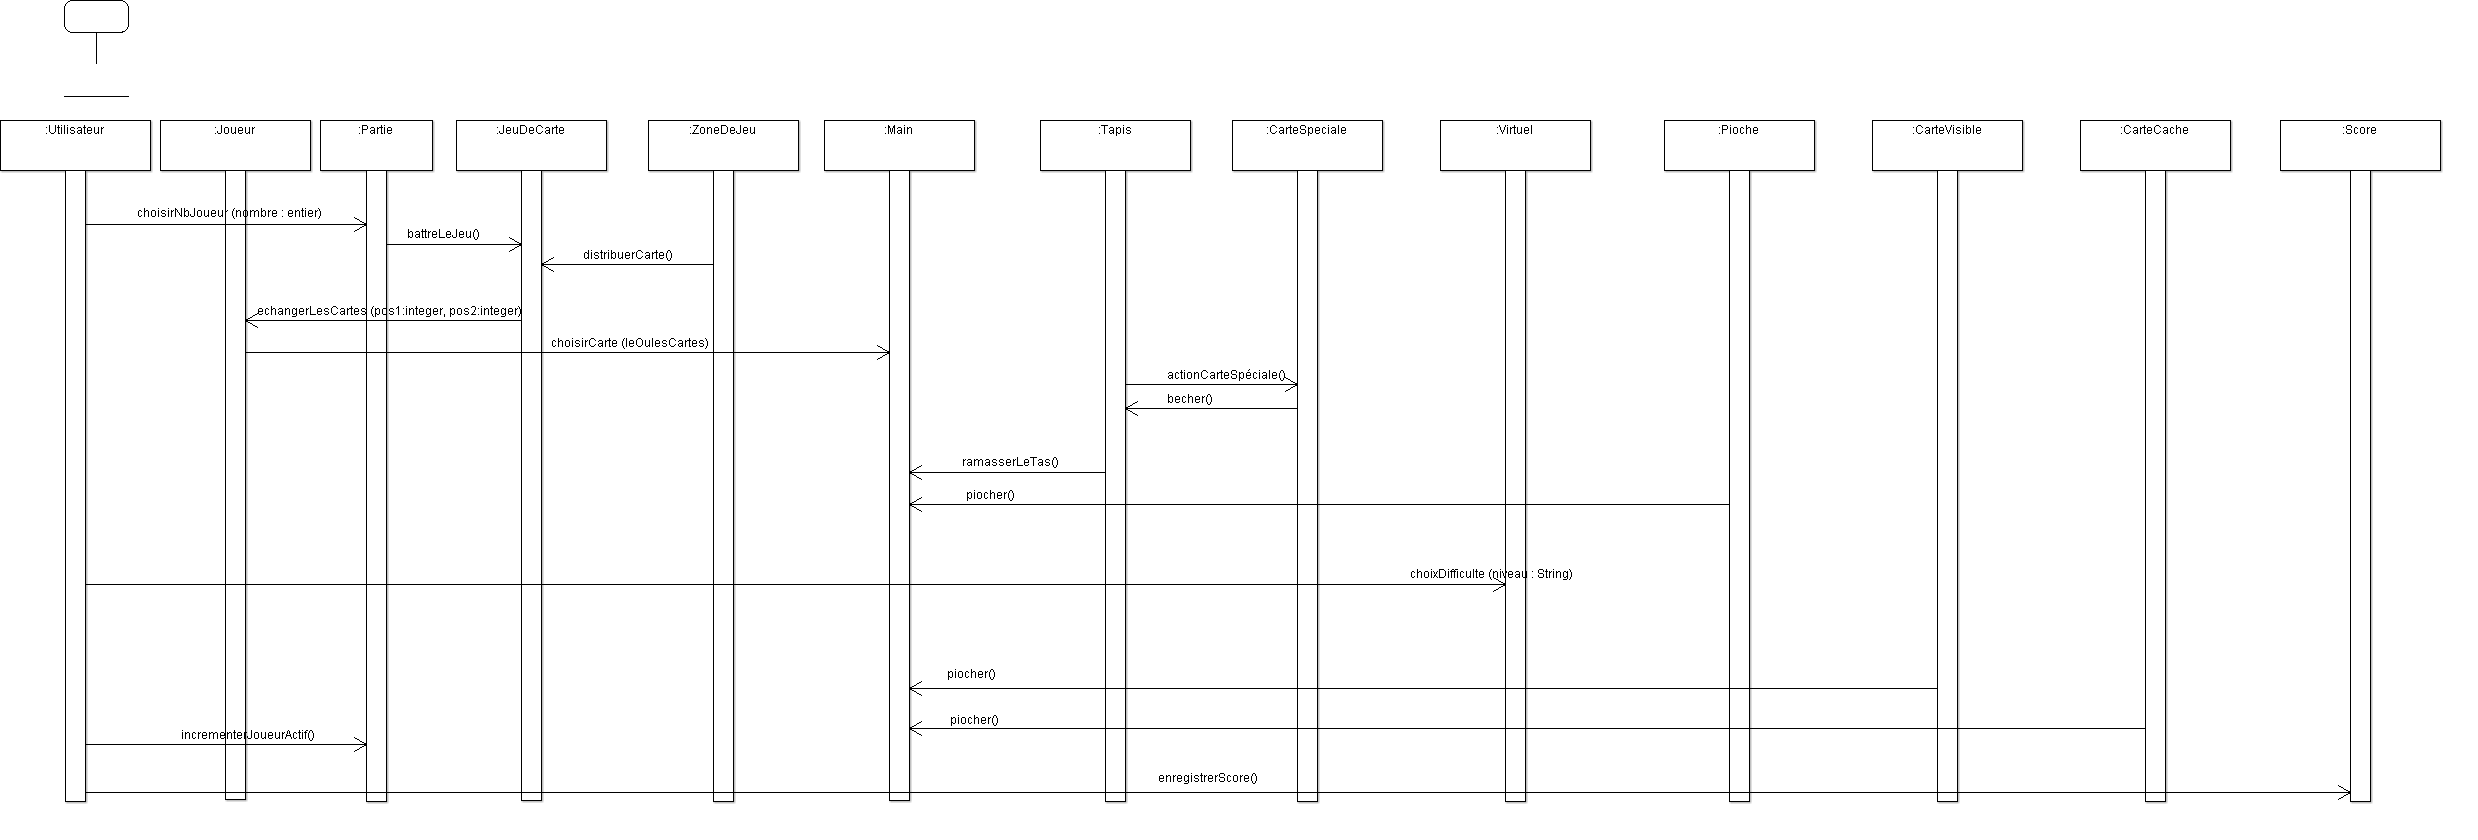 :Utilisateur
:Joueur
:Partie
:JeuDeCarte
:ZoneDeJeu
:Main
:Tapis
:CarteSpeciale
:Virtuel
:Pioche
:CarteVisible
:CarteCache
:Score
choisirNbJoueur (nombre : entier)
battreLeJeu()
distribuerCarte()
echangerLesCartes (pos1:integer, pos2:integer)
choisirCarte (leOulesCartes)
actionCarteSpéciale()
becher()
ramasserLeTas()
piocher()
choixDifficulte (niveau : String)
piocher()
piocher()
incrementerJoueurActif()
enregistrerScore()